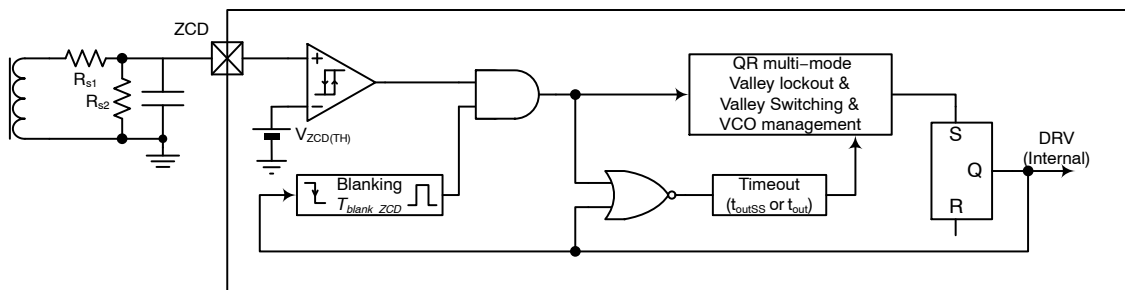 ZCD
Rs1
Rs2
+
−
VZCD(TH)
Blanking
Tblank_ZCD
QR multi−mode
Valley lockout &
Valley Switching &
VCO management
Timeout
(toutSS or tout)
S
Q
R
DRV
(Internal)